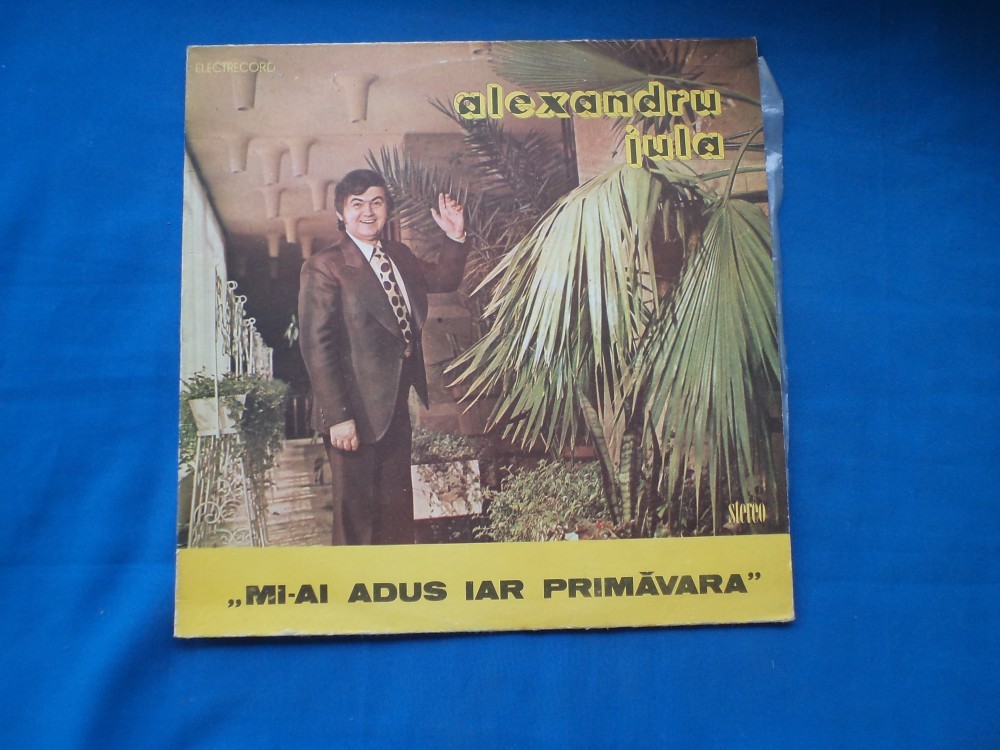 ELECTRECORD
alexandru
jula
stereo
„MI-AI ADUS IAR PRIMĂVARA”